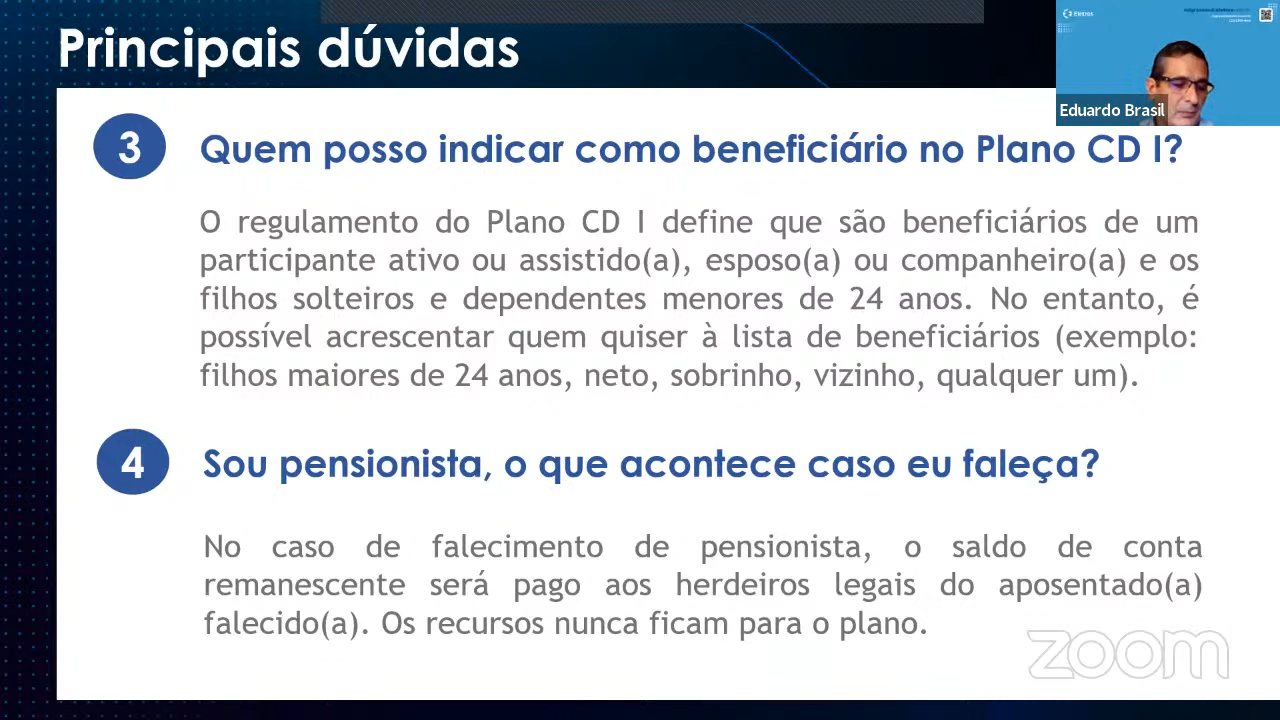 Principais dúvidas
Eletros
Eduardo Brasil
3
Quem posso indicar como beneficiário no Plano CD I?
O regulamento do Plano CD I define que são beneficiários de um
participante ativo ou assistido(a), esposo(a) ou companheiro(a) e os
filhos solteiros e dependentes menores de 24 anos. No entanto, é
possível acrescentar quem quiser à lista de beneficiários (exemplo:
filhos maiores de 24 anos, neto, sobrinho, vizinho, qualquer um).
4
Sou pensionista, o que acontece caso eu faleça?
No caso de falecimento de pensionista, o saldo de conta
remanescente será pago aos herdeiros legais do aposentado(a)
falecido(a). Os recursos nunca ficam para o plano.
zoom